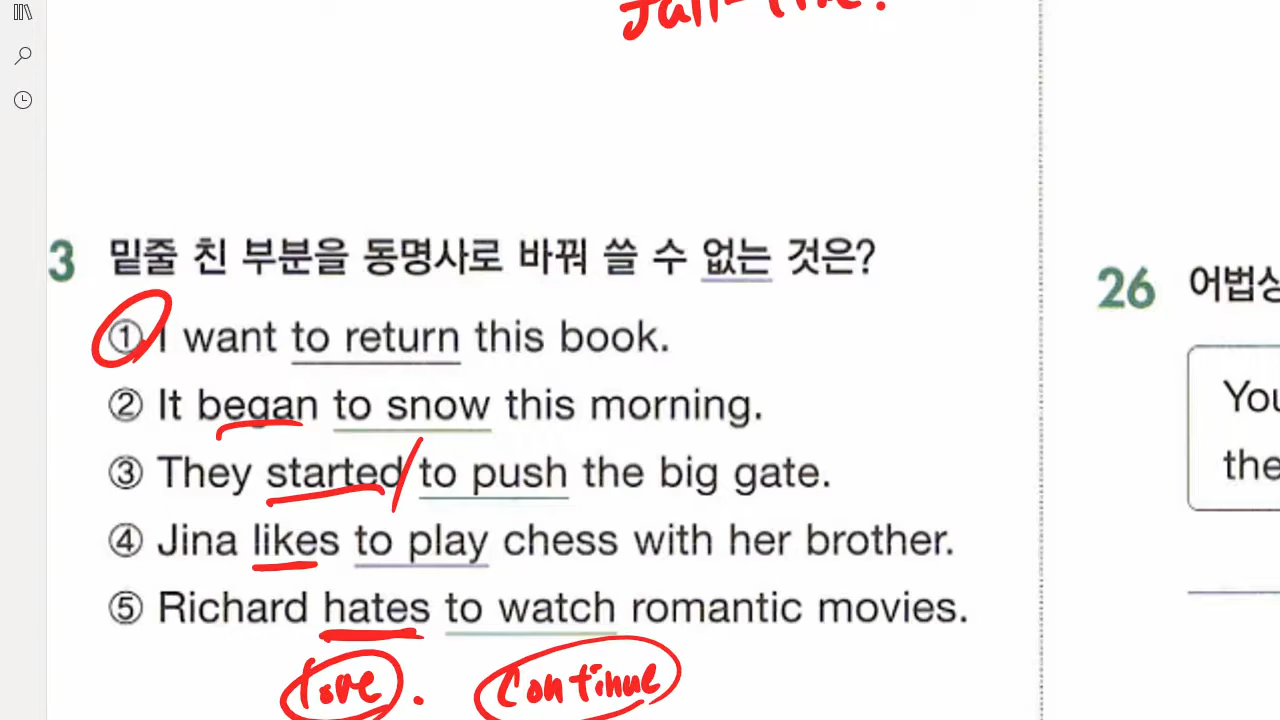 3 밑줄 친 부분을 동명사로 바꿔 쓸 수 없는 것은?
① I want to return this book.
② It began to snow this morning.
③ They started to push the big gate.
④ Jina likes to play chess with her brother.
⑤ Richard hates to watch romantic movies.
love. Continue
26 어법상
You
the